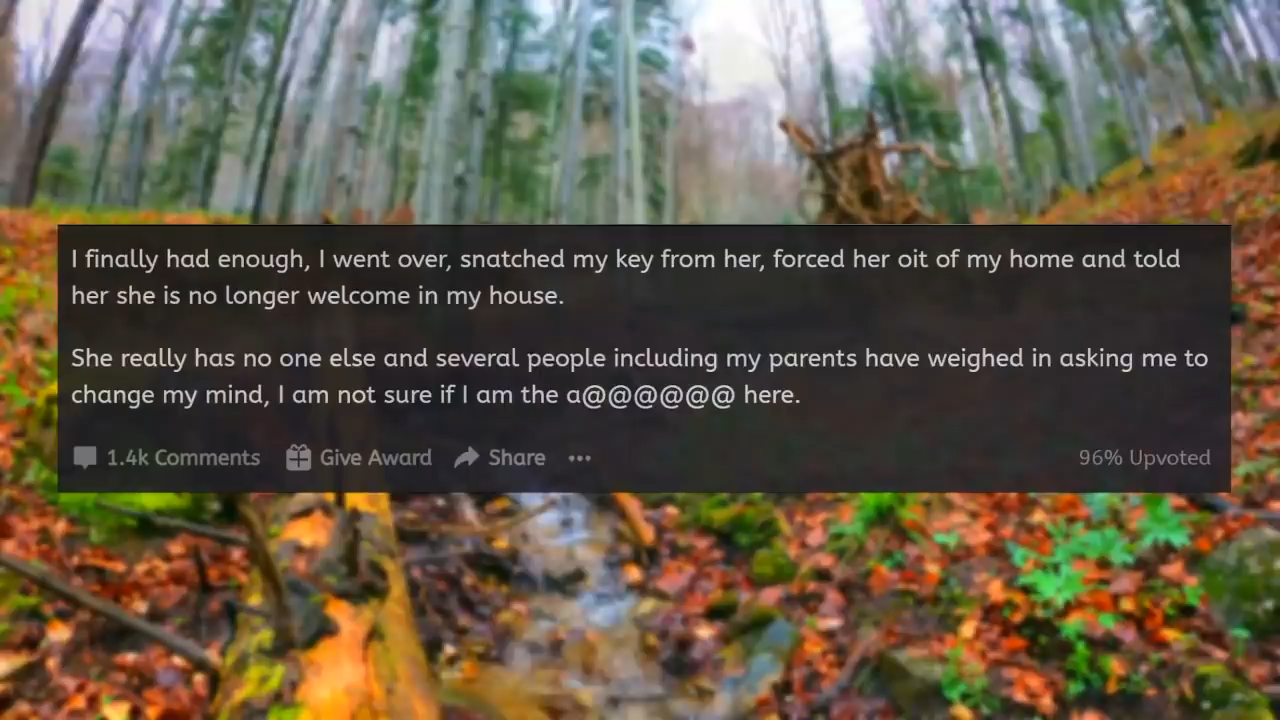 I finally had enough, I went over, snatched my key from her, forced her oit of my home and told
her she is no longer welcome in my house.
She really has no one else and several people including my parents have weighed in asking me to
change my mind, I am not sure if I am the a@@@@@@ here.
1.4k Comments Give Award Share ••• 96% Upvoted